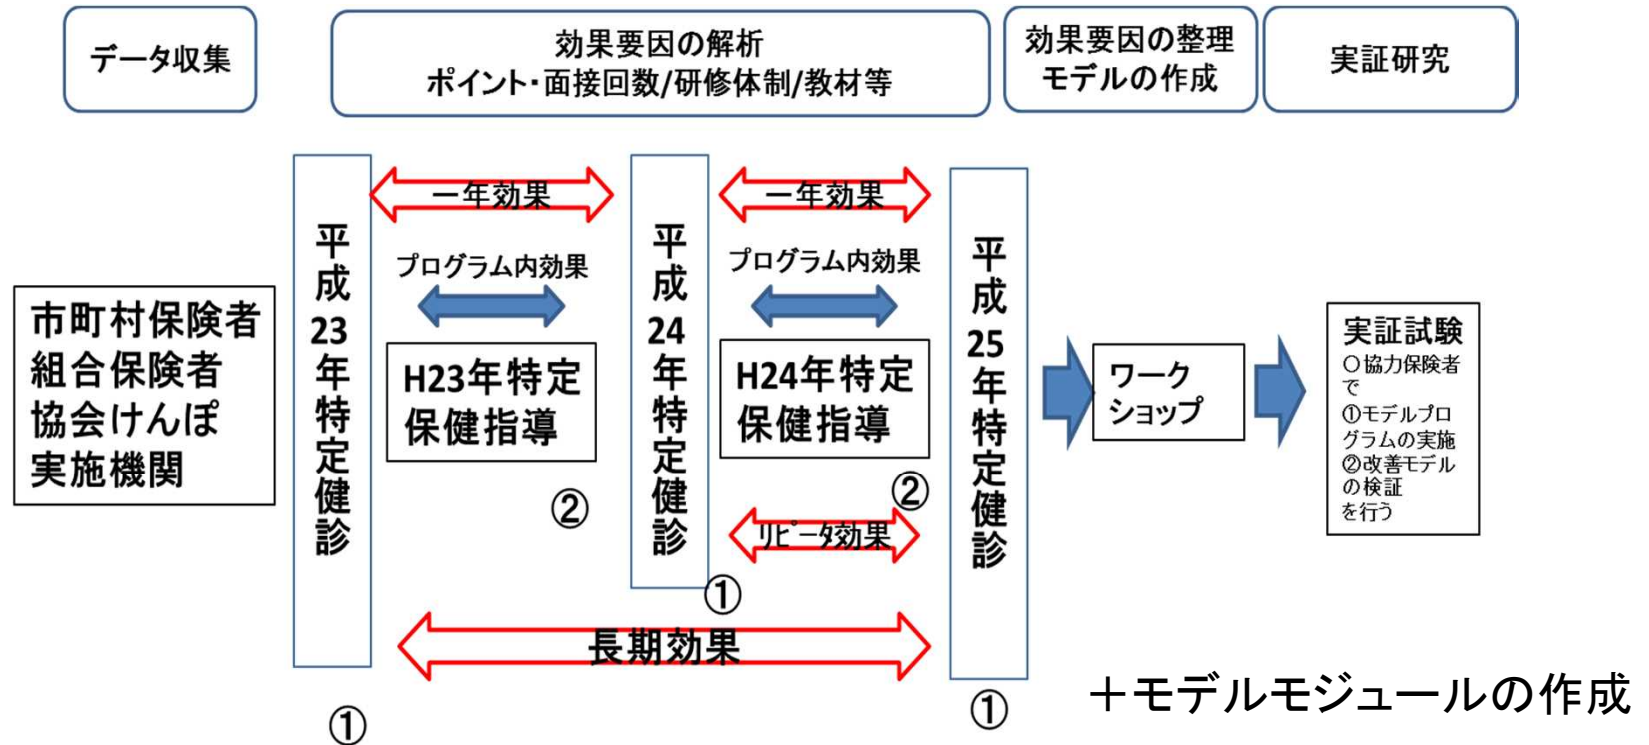 データ収集
効果要因の解析
ポイント・面接回数/研修体制/教材等
効果要因の整理
モデルの作成
実証研究
市町村保険者
組合保険者
協会けんぽ
実施機関
平成23年特定健診
①
一年効果
プログラム内効果
H23年特定
保健指導
②
平成24年特定健診
①
一年効果
プログラム内効果
H24年特定
保健指導
②
リピータ効果
長期効果
平成25年特定健診
①
ワーク
ショップ
実証試験
○協力保険者
で
①モデルプロ
グラムの実施
②改善モデル
の検証
を行う
＋モデルモジュールの作成